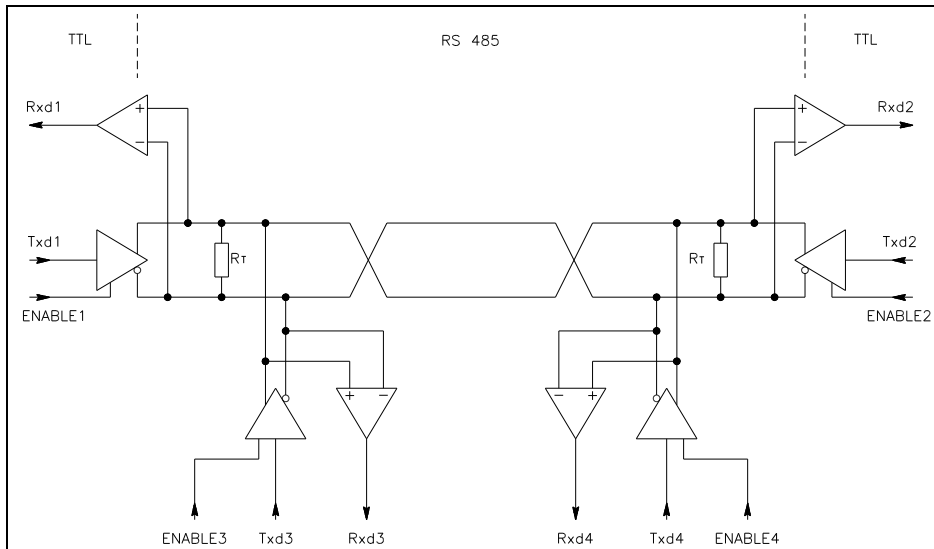 TTL RS 485 TTL
Rxd1 Rxd2
+ +
− −
Txd1 Txd2
RT RT
ENABLE1 ENABLE2
+ − − +
ENABLE3 Txd3 Rxd3 Rxd4 Txd4 ENABLE4